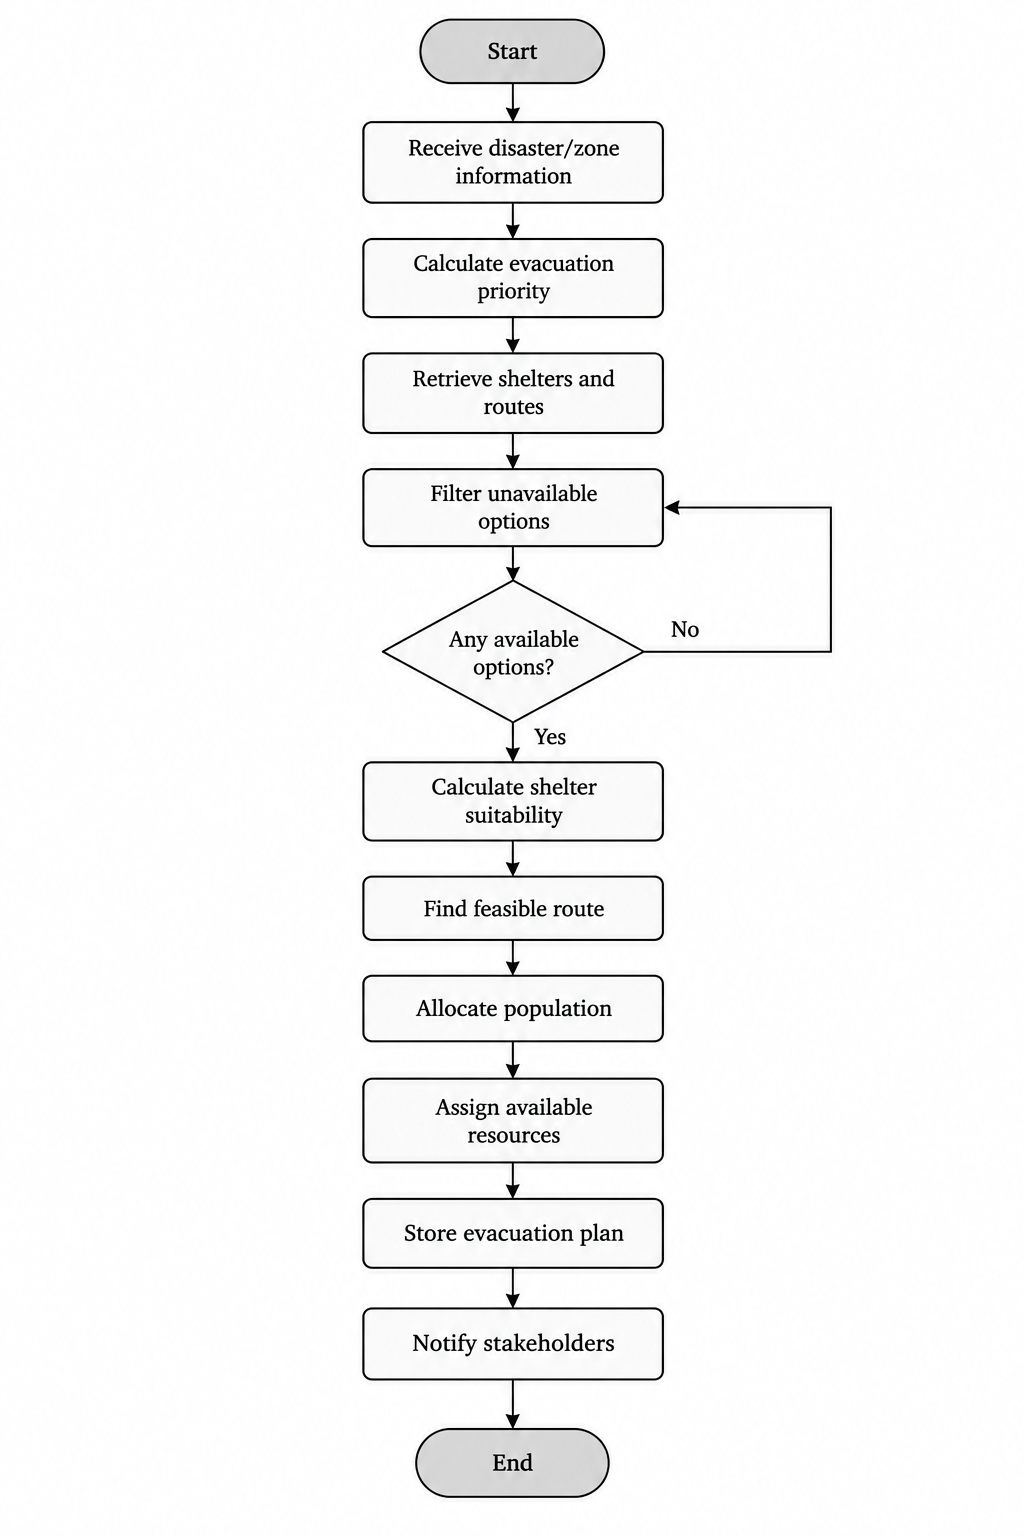 Start
Receive disaster/zone
information
Calculate evacuation
priority
Retrieve shelters and
routes
Filter unavailable
options
Any available
options?
No
Yes
Calculate shelter
suitability
Find feasible route
Allocate population
Assign available
resources
Store evacuation plan
Notify stakeholders
End